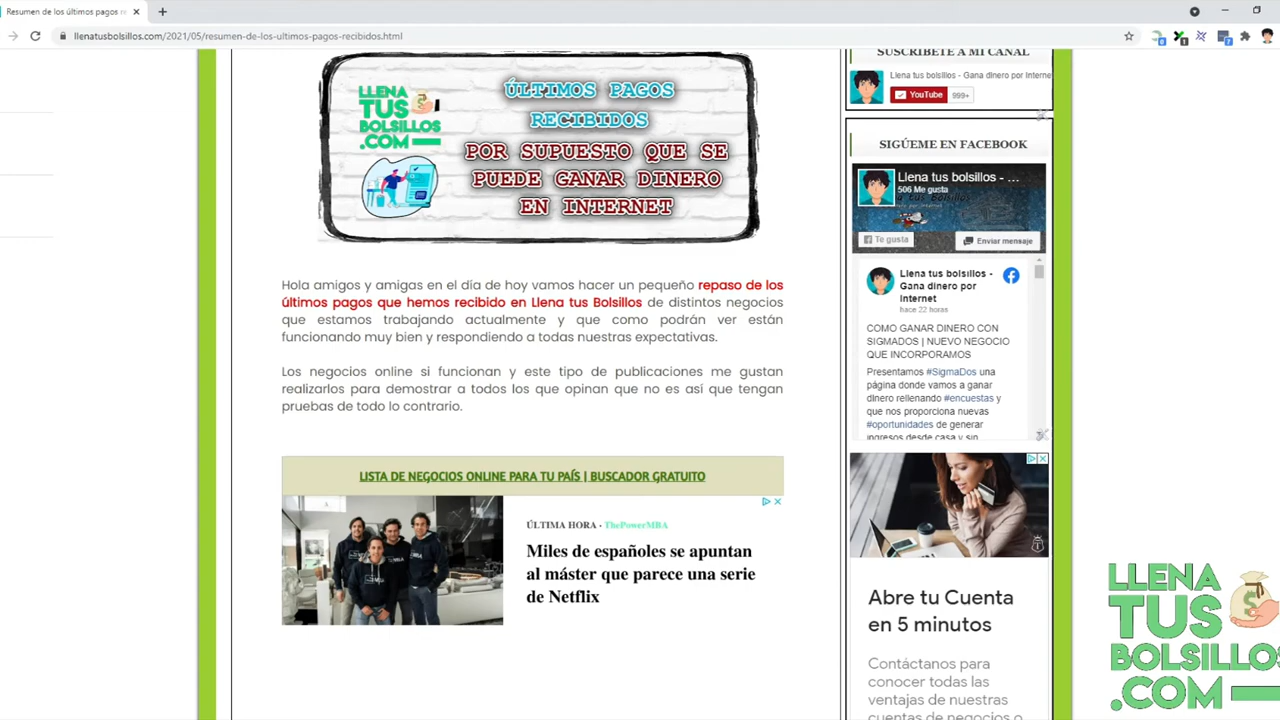 Resumen de los últimos pagos re
llenatusbolsillos.com/2021/05/resumen-de-los-ultimos-pagos-recibidos.html
LLENA
TUS
BOLSILLOS
.COM
ÚLTIMOS PAGOS
RECIBIDOS
POR SUPUESTO QUE SE
PUEDE GANAR DINERO
EN INTERNET
Hola amigos y amigas en el día de hoy vamos hacer un pequeño repaso de los
últimos pagos que hemos recibido en Llena tus Bolsillos de distintos negocios
que estamos trabajando actualmente y que como podrán ver están
funcionando muy bien y respondiendo a todas nuestras expectativas.
Los negocios online si funcionan y este tipo de publicaciones me gustan
realizarlos para demostrar a todos los que opinan que no es así que tengan
pruebas de todo lo contrario.
LISTA DE NEGOCIOS ONLINE PARA TU PAÍS | BUSCADOR GRATUITO
ÚLTIMA HORA · ThePowerMBA
Miles de españoles se apuntan
al máster que parece una serie
de Netflix
SUSCRIBETE A MI CANAL
Llena tus bolsillos - Gana dinero por Interne
YouTube 999+
SIGÚEME EN FACEBOOK
Llena tus bolsillos - ...
506 Me gusta
Te gusta
Enviar mensaje
Llena tus bolsillos -
Gana dinero por
Internet
hace 22 horas
COMO GANAR DINERO CON
SIGMADOS | NUEVO NEGOCIO
QUE INCORPORAMOS
Presentamos #SigmaDos una
página donde vamos a ganar
dinero rellenando #encuestas y
que nos proporciona nuevas
#oportunidades de generar
ingresos desde casa y sin
Abre tu Cuenta
en 5 minutos
Contáctanos para
conocer todas las
ventajas de nuestras
cuentas de negocios o
LLENA
TUS
BOLSILLOS
.COM